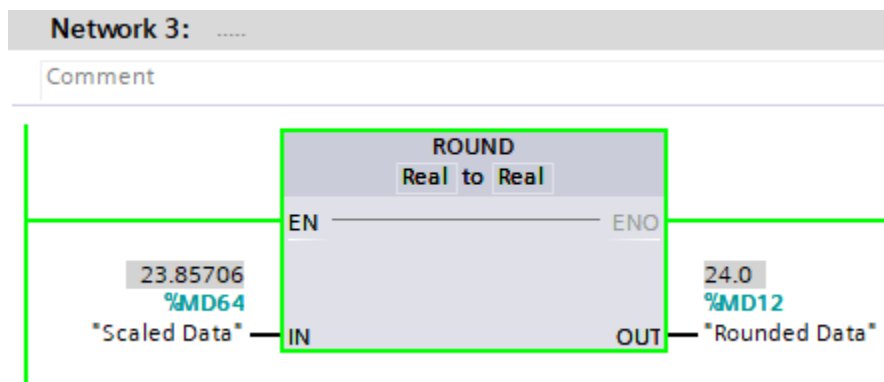 Network 3: .....
Comment
ROUND
Real to Real
EN ENO
23.85706 24.0
%MD64 %MD12
"Scaled Data" IN OUT "Rounded Data"